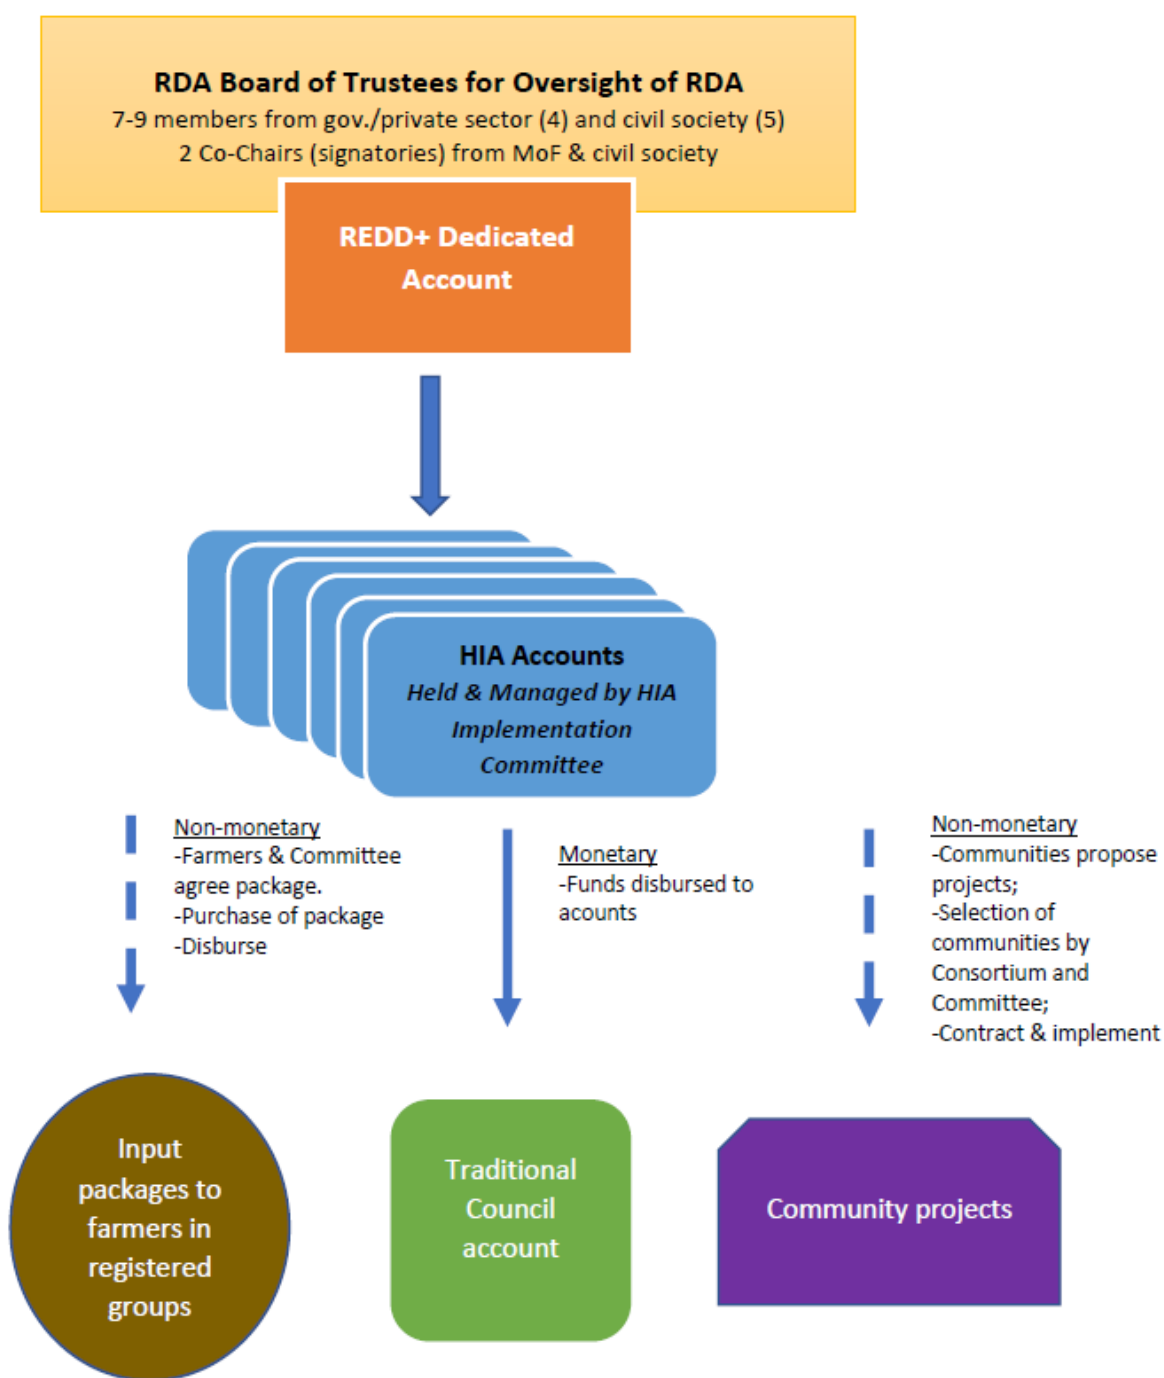 RDA Board of Trustees for Oversight of RDA
7-9 members from gov./private sector (4) and civil society (5)
2 Co-Chairs (signatories) from MoF & civil society
REDD+ Dedicated
Account
HIA Accounts
Held & Managed by HIA
Implementation
Committee
Non-monetary
-Farmers & Committee
agree package.
-Purchase of package
-Disburse
Monetary
-Funds disbursed to
acounts
Non-monetary
-Communities propose
projects;
-Selection of
communities by
Consortium and
Committee;
-Contract & implement
Input
packages to
farmers in
registered
groups
Traditional
Council
account
Community projects